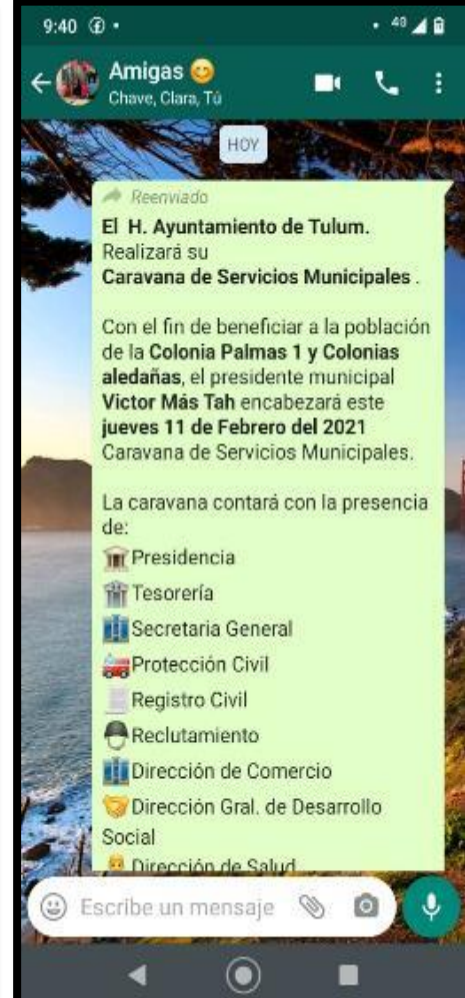 9:40
4G
Amigas
Chave, Clara, Tú
HOY
Reenviado
El H. Ayuntamiento de Tulum.
Realizará su
Caravana de Servicios Municipales .
Con el fin de beneficiar a la población
de la Colonia Palmas 1 y Colonias
aledañas, el presidente municipal
Victor Más Tah encabezará este
jueves 11 de Febrero del 2021
Caravana de Servicios Municipales.
La caravana contará con la presencia
de:
Presidencia
Tesorería
Secretaria General
Protección Civil
Registro Civil
Reclutamiento
Dirección de Comercio
Dirección Gral. de Desarrollo
Social
Dirección de Salud
Escribe un mensaje